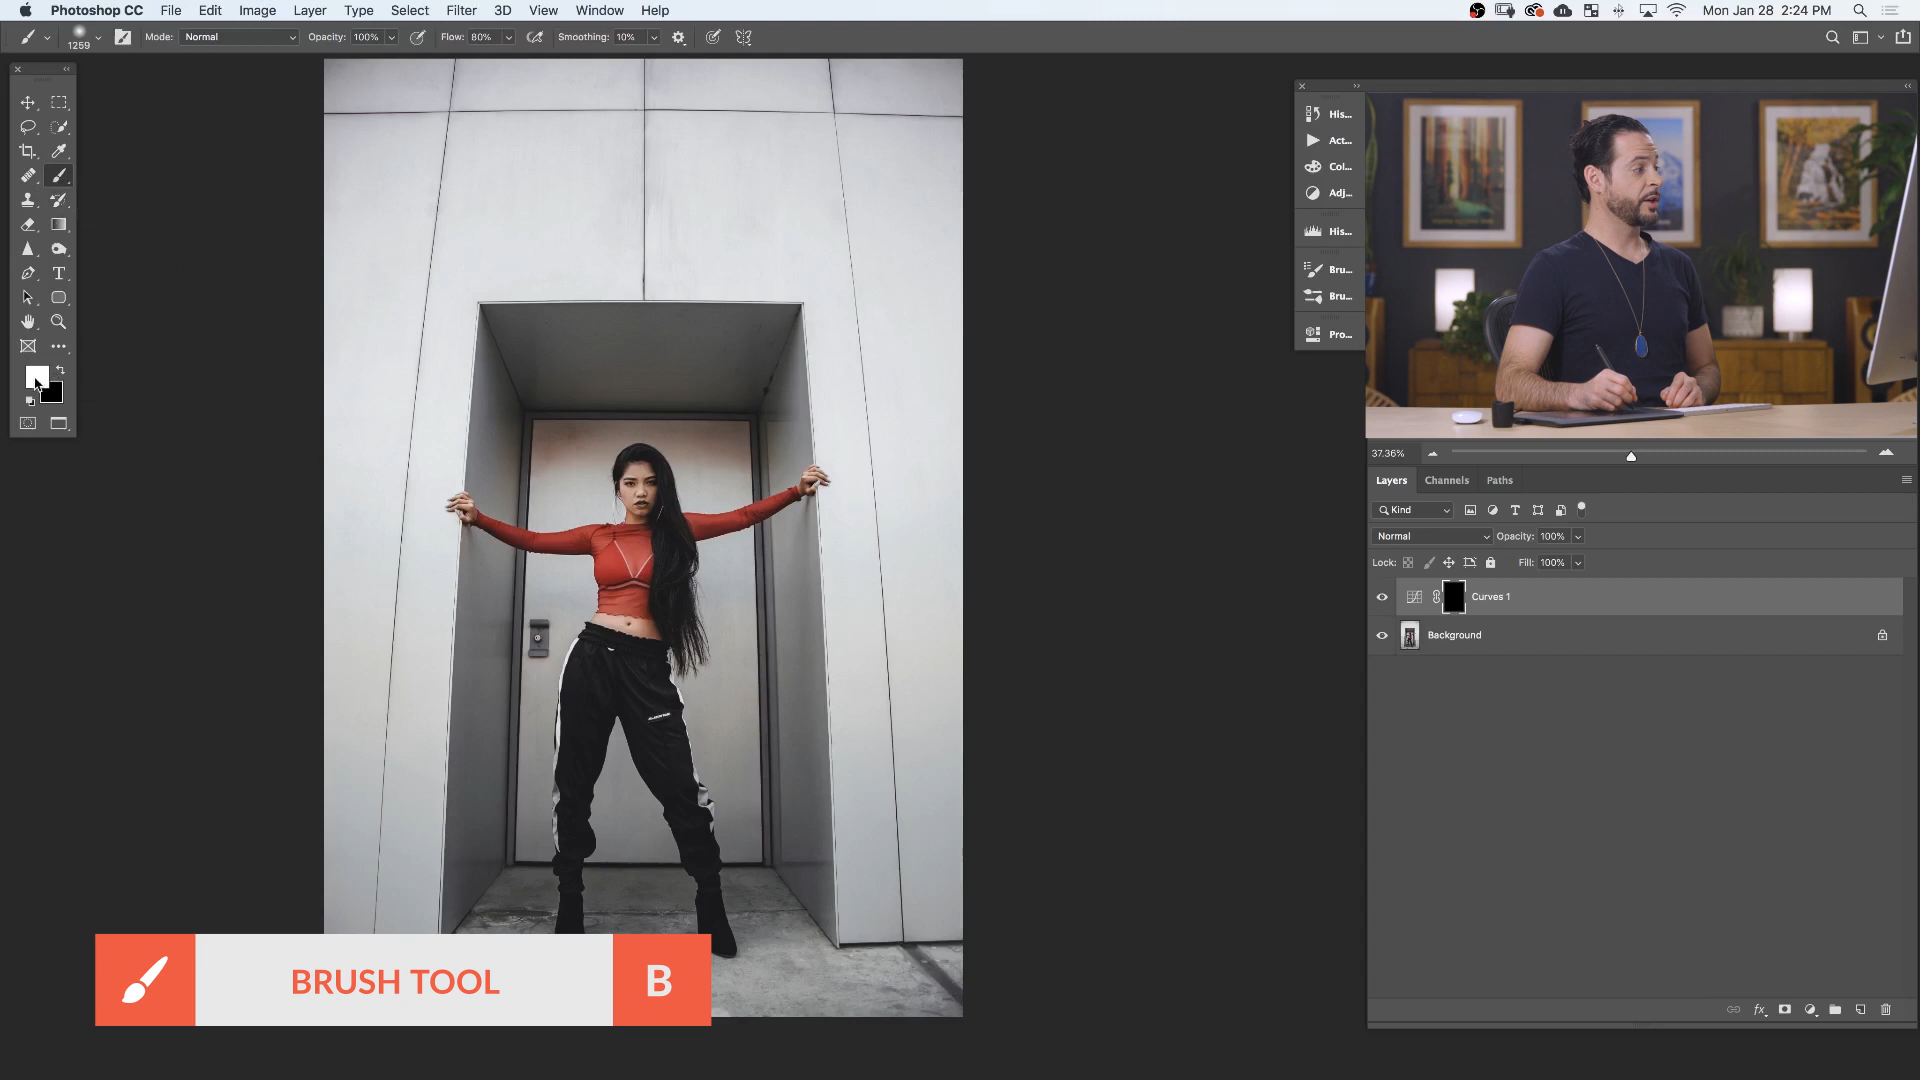 Photoshop CC File Edit Image Layer Type Select Filter 3D View Window Help Mon Jan 28 2:24 PM
1259 Mode: Normal Opacity: 100% Flow: 80% Smoothing: 10%
His...
Act...
Col...
Adj...
His...
Bru...
Bru...
Pro...
37.36%
Layers Channels Paths
Kind
Normal Opacity: 100%
Lock: Fill: 100%
Curves 1
Background
fx
BRUSH TOOL B